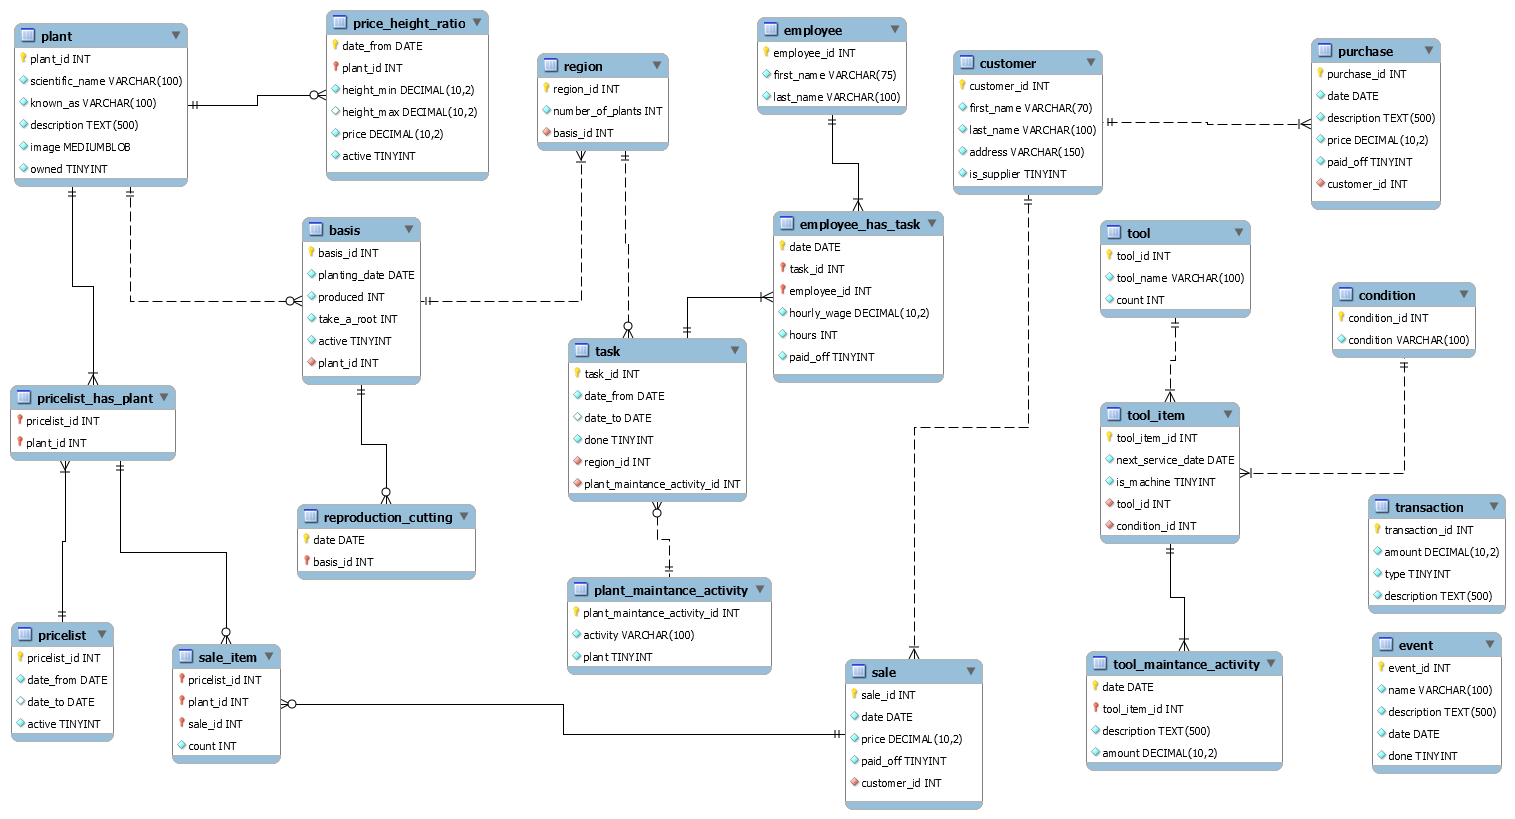 plant
plant_id INT
scientific_name VARCHAR(100)
known_as VARCHAR(100)
description TEXT(500)
image MEDIUMBLOB
owned TINYINT
price_height_ratio
date_from DATE
plant_id INT
height_min DECIMAL(10,2)
height_max DECIMAL(10,2)
price DECIMAL(10,2)
active TINYINT
region
region_id INT
number_of_plants INT
basis_id INT
employee
employee_id INT
first_name VARCHAR(75)
last_name VARCHAR(100)
customer
customer_id INT
first_name VARCHAR(70)
last_name VARCHAR(100)
address VARCHAR(150)
is_supplier TINYINT
purchase
purchase_id INT
date DATE
description TEXT(500)
price DECIMAL(10,2)
paid_off TINYINT
customer_id INT
basis
basis_id INT
planting_date DATE
produced INT
take_a_root INT
active TINYINT
plant_id INT
employee_has_task
date DATE
task_id INT
employee_id INT
hourly_wage DECIMAL(10,2)
hours INT
paid_off TINYINT
tool
tool_id INT
tool_name VARCHAR(100)
count INT
condition
condition_id INT
condition VARCHAR(100)
task
task_id INT
date_from DATE
date_to DATE
done TINYINT
region_id INT
plant_maintance_activity_id INT
pricelist_has_plant
pricelist_id INT
plant_id INT
tool_item
tool_item_id INT
next_service_date DATE
is_machine TINYINT
tool_id INT
condition_id INT
reproduction_cutting
date DATE
basis_id INT
transaction
transaction_id INT
amount DECIMAL(10,2)
type TINYINT
description TEXT(500)
plant_maintance_activity
plant_maintance_activity_id INT
activity VARCHAR(100)
plant TINYINT
pricelist
pricelist_id INT
date_from DATE
date_to DATE
active TINYINT
sale_item
pricelist_id INT
plant_id INT
sale_id INT
count INT
sale
sale_id INT
date DATE
price DECIMAL(10,2)
paid_off TINYINT
customer_id INT
tool_maintance_activity
date DATE
tool_item_id INT
description TEXT(500)
amount DECIMAL(10,2)
event
event_id INT
name VARCHAR(100)
description TEXT(500)
date DATE
done TINYINT